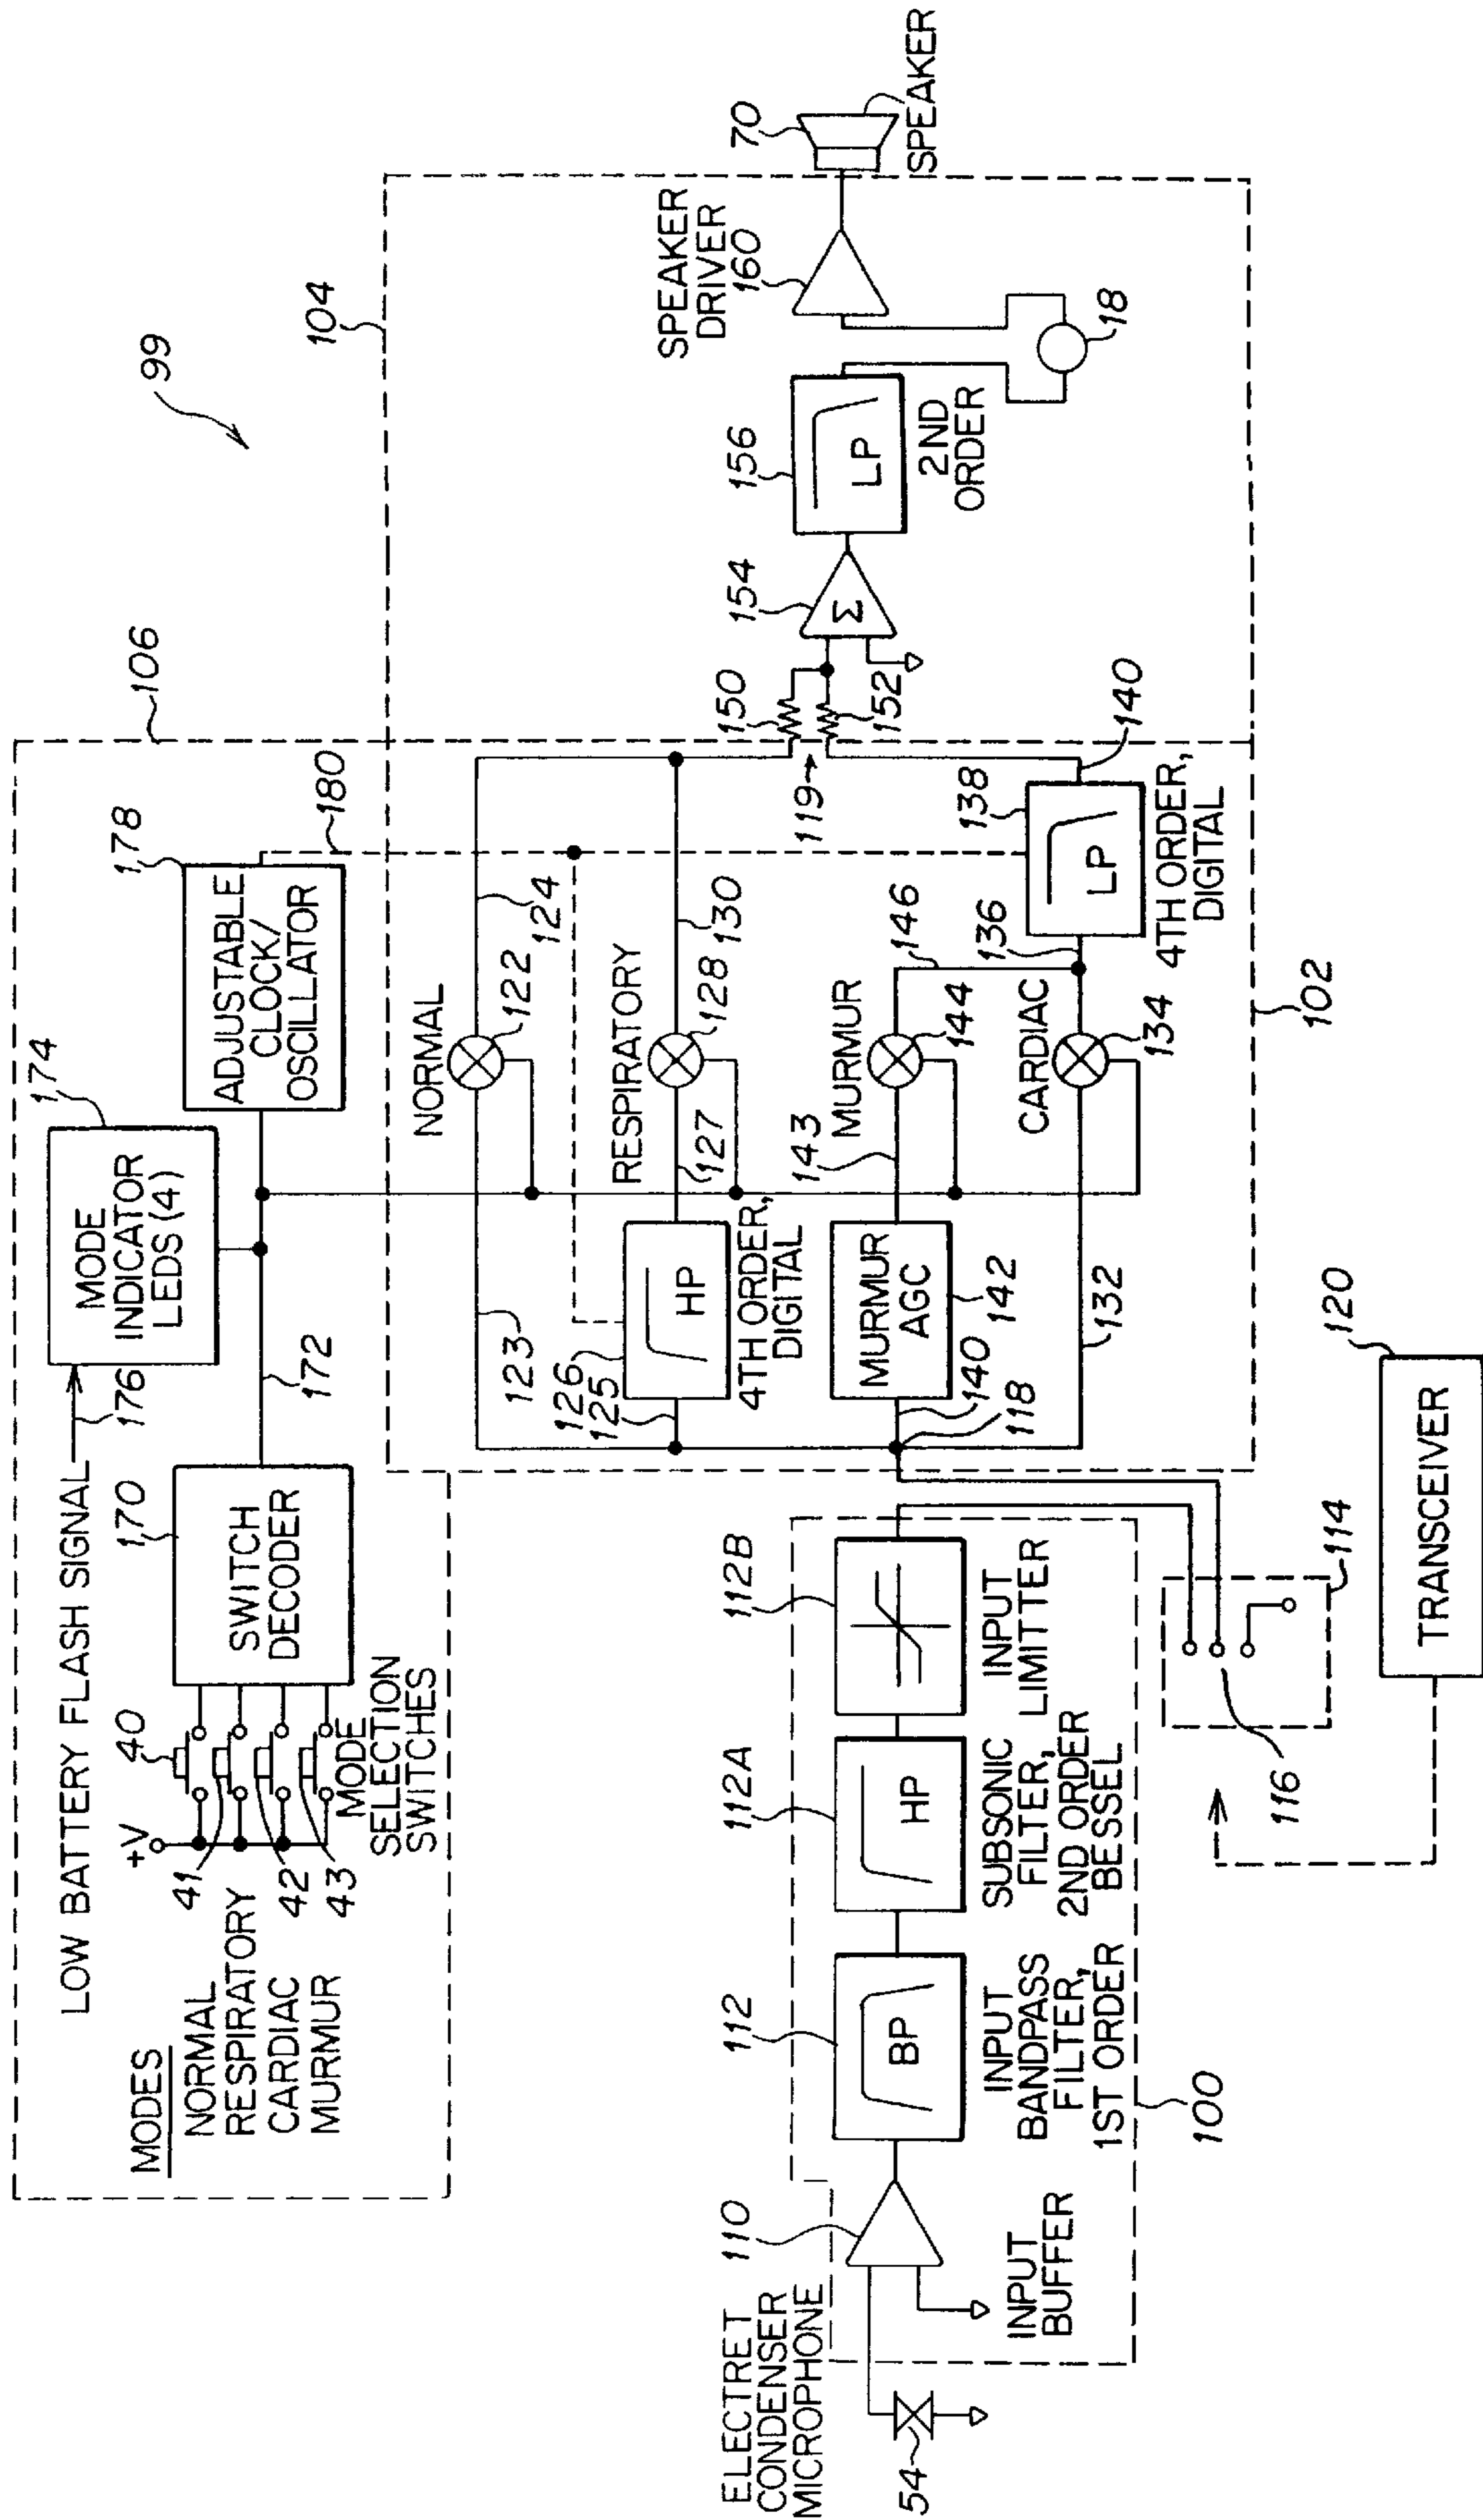 99
106
104
LOW BATTERY FLASH SIGNAL
176
MODE
INDICATOR
LEDS (4)
174
MODES
NORMAL
RESPIRATORY
CARDIAC
MURMUR
+V
40
41
42
43
MODE
SELECTION
SWITCHES
170
SWITCH
DECODER
172
ADJUSTABLE
CLOCK/
OSCILLATOR
178
180
NORMAL
123
122
124
RESPIRATORY
126
125
HP
4TH ORDER,
DIGITAL
127
128
130
MURMUR
MURMUR
AGC
140
142
143
144
146
118
CARDIAC
132
134
136
138
LP
4TH ORDER,
DIGITAL
140
119
102
150
152
154
Σ
156
LP
2ND
ORDER
18
SPEAKER
DRIVER
160
70
SPEAKER
ELECTRET
CONDENSER
MICROPHONE
54
110
INPUT
BUFFER
112
BP
INPUT
BANDPASS
FILTER,
1ST ORDER
112A
HP
SUBSONIC
FILTER,
2ND ORDER
BESSEL
112B
INPUT
LIMITTER
100
116
114
120
TRANSCEIVER